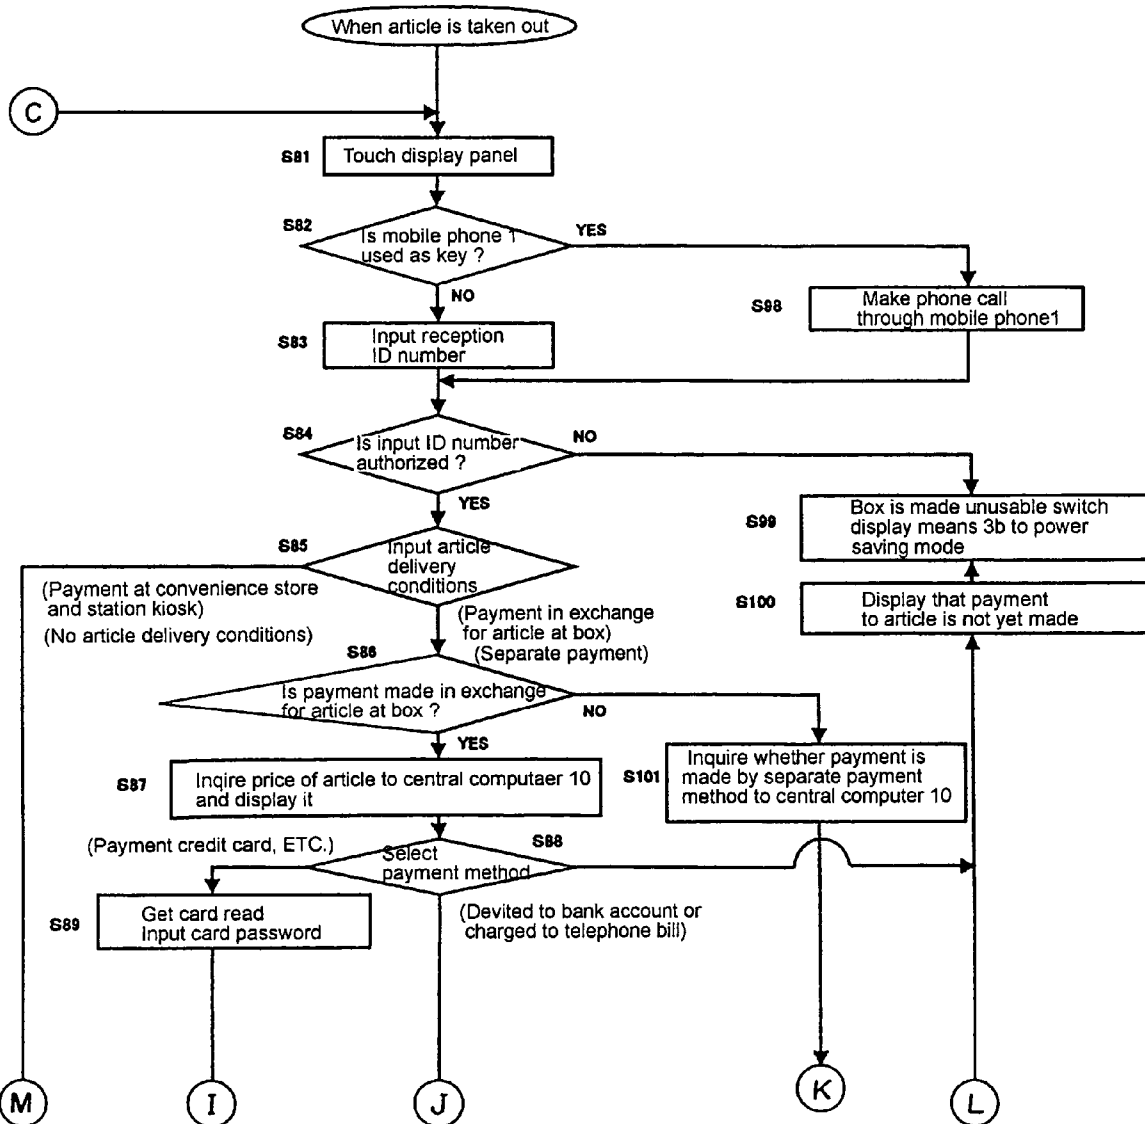 When article is taken out
C
S81
Touch display panel
S82
Is mobile phone 1
used as key ?
YES
NO
S98
Make phone call
through mobile phone1
S83
Input reception
ID number
S84
Is input ID number
authorized ?
NO
YES
S99
Box is made unusable switch
display means 3b to power
saving mode
S85
Input article
delivery
conditions
(Payment at convenience store
and station kiosk)
(No article delivery conditions)
(Payment in exchange
for article at box)
(Separate payment)
S100
Display that payment
to article is not yet made
S86
Is payment made in exchange
for article at box ?
NO
YES
S87
Inqire price of article to central computaer 10
and display it
S101
Inquire whether payment is
made by separate payment
method to central computer 10
(Payment credit card, ETC.)
S88
Select
payment method
S89
Get card read
Input card password
(Devited to bank account or
charged to telephone bill)
M
I
J
K
L